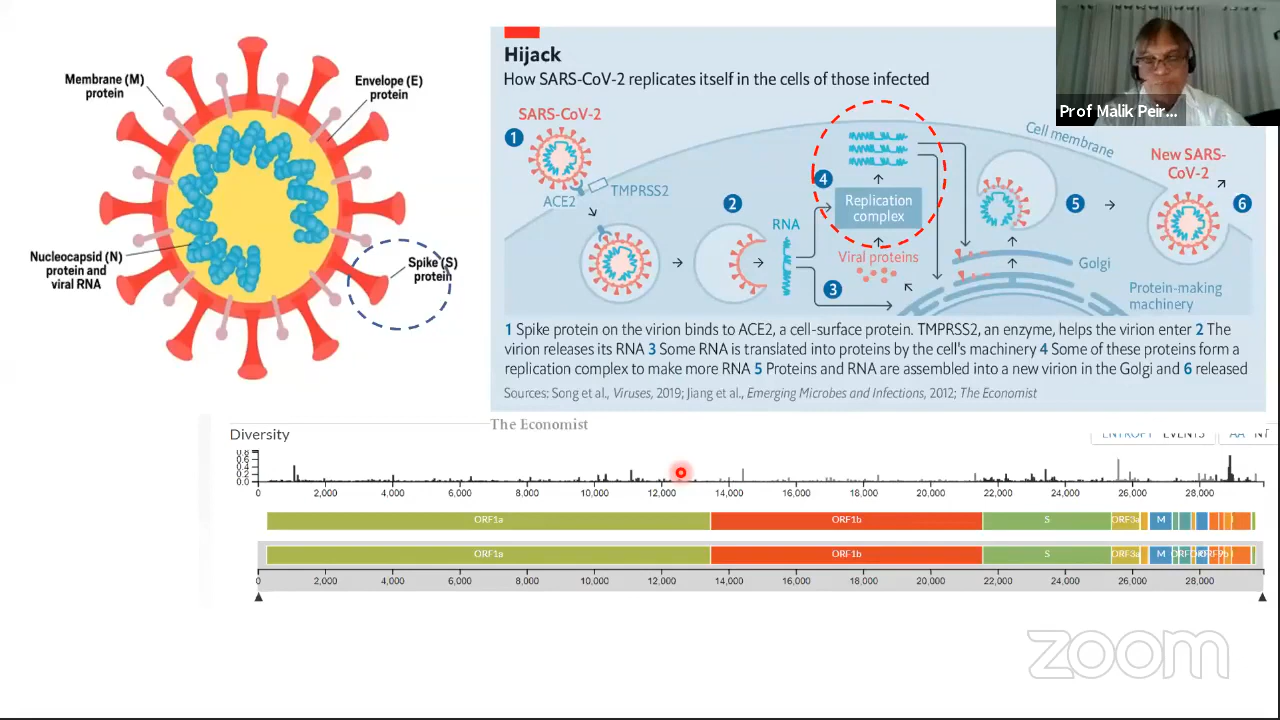 Membrane (M)
protein
Envelope (E)
protein
Nucleocapsid (N)
protein and
viral RNA
Spike (S)
protein
Hijack
How SARS-CoV-2 replicates itself in the cells of those infected
SARS-CoV-2
1
TMPRSS2
ACE2
2
RNA
3
4
Replication
complex
Viral proteins
Cell membrane
5
Golgi
Protein-making
machinery
New SARS-
CoV-2
6
1 Spike protein on the virion binds to ACE2, a cell-surface protein. TMPRSS2, an enzyme, helps the virion enter 2 The
virion releases its RNA 3 Some RNA is translated into proteins by the cell's machinery 4 Some of these proteins form a
replication complex to make more RNA 5 Proteins and RNA are assembled into a new virion in the Golgi and 6 released
Sources: Song et al., Viruses, 2019; Jiang et al., Emerging Microbes and Infections, 2012; The Economist
The Economist
Prof Malik Peir...
Diversity
ENTROPY EVENTS
AA NT
0.8
0.6
0.4
0.2
0.0
0 2,000 4,000 6,000 8,000 10,000 12,000 14,000 16,000 18,000 20,000 22,000 24,000 26,000 28,000
ORF1a ORF1b S ORF3a M
ORF1a ORF1b S ORF3a M
0 2,000 4,000 6,000 8,000 10,000 12,000 14,000 16,000 18,000 20,000 22,000 24,000 26,000 28,000
zoom